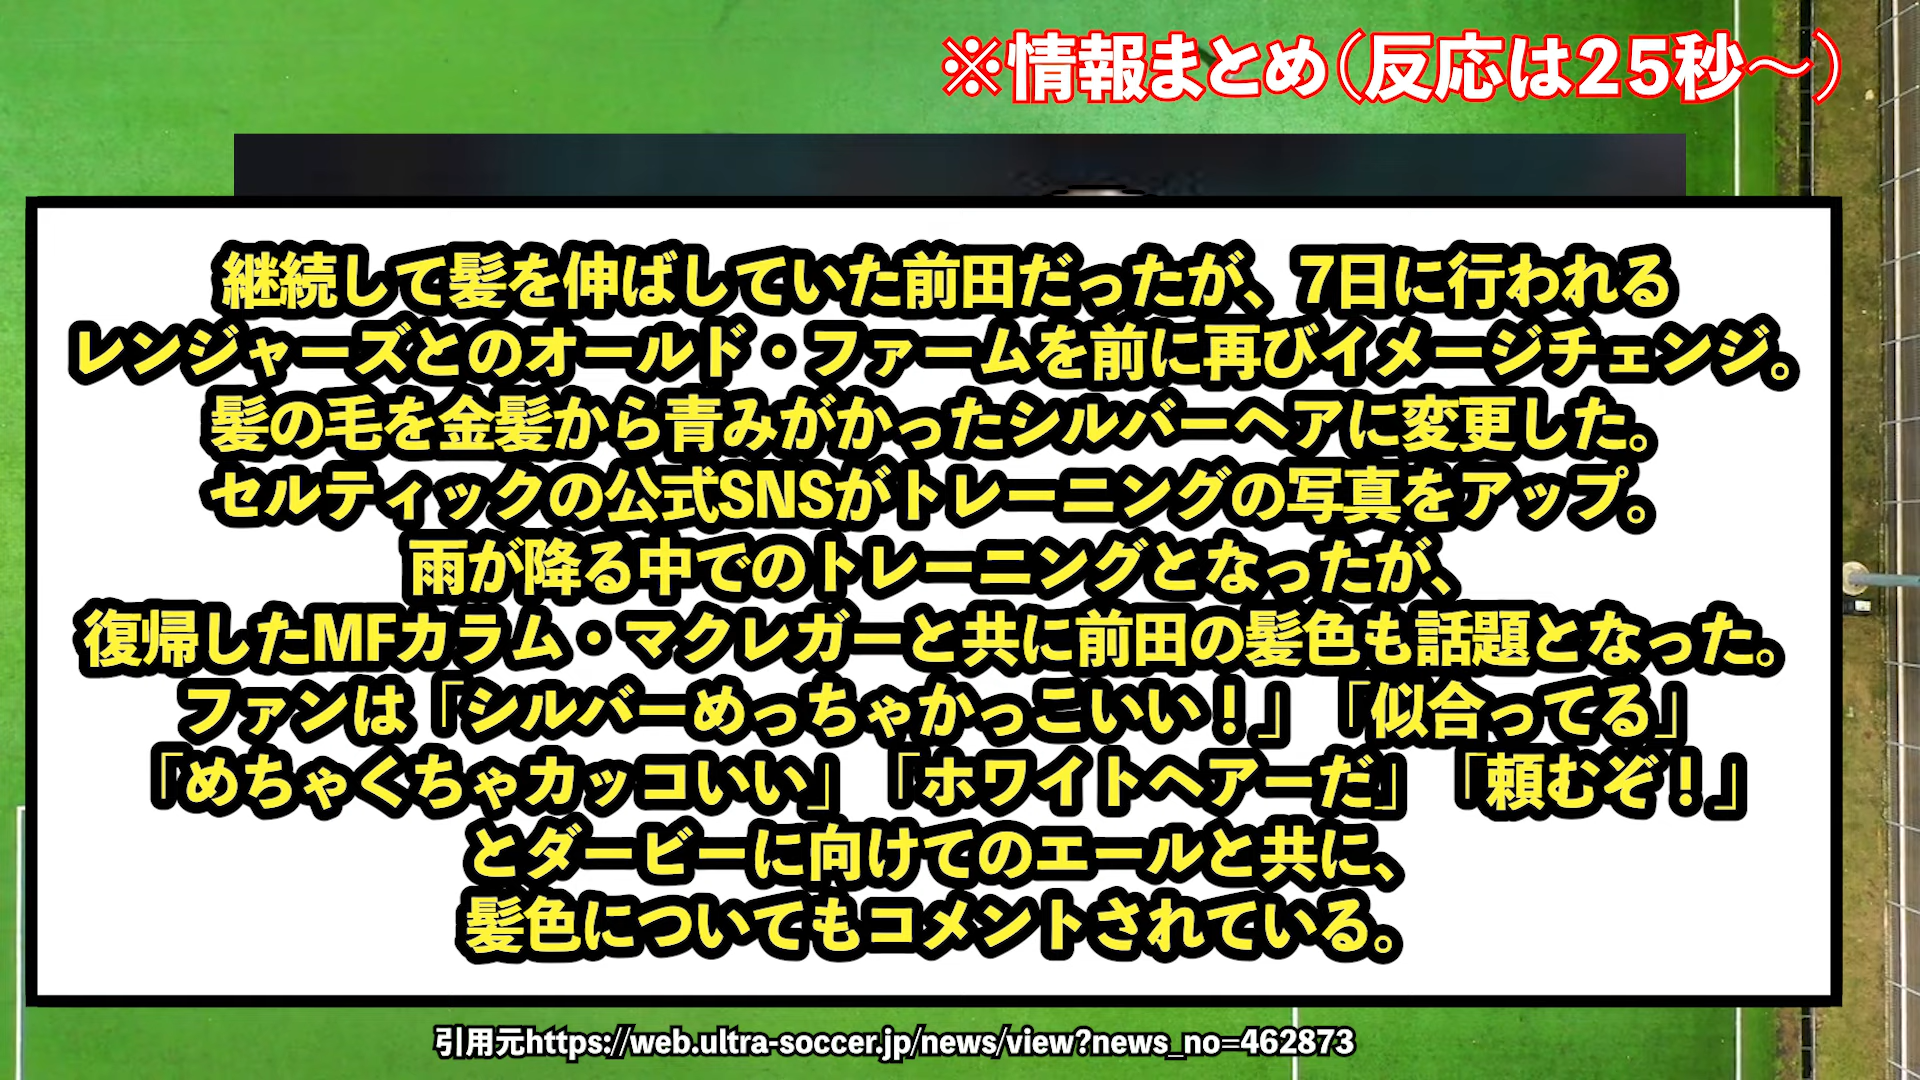 ※情報まとめ（反応は25秒～）
継続して髪を伸ばしていた前田だったが、7日に行われる
レンジャーズとのオールド・ファームを前に再びイメージチェンジ。
髪の毛を金髪から青みがかったシルバーヘアに変更した。
セルティックの公式SNSがトレーニングの写真をアップ。
雨が降る中でのトレーニングとなったが、
復帰したMFカラム・マクレガーと共に前田の髪色も話題となった。
ファンは『シルバーめっちゃかっこいい！』『似合ってる』
『めちゃくちゃカッコいい』『ホワイトヘアーだ』『頼むぞ！』
とダービーに向けてのエールと共に、
髪色についてもコメントされている。
引用元https://web.ultra-soccer.jp/news/view?news_no=462873